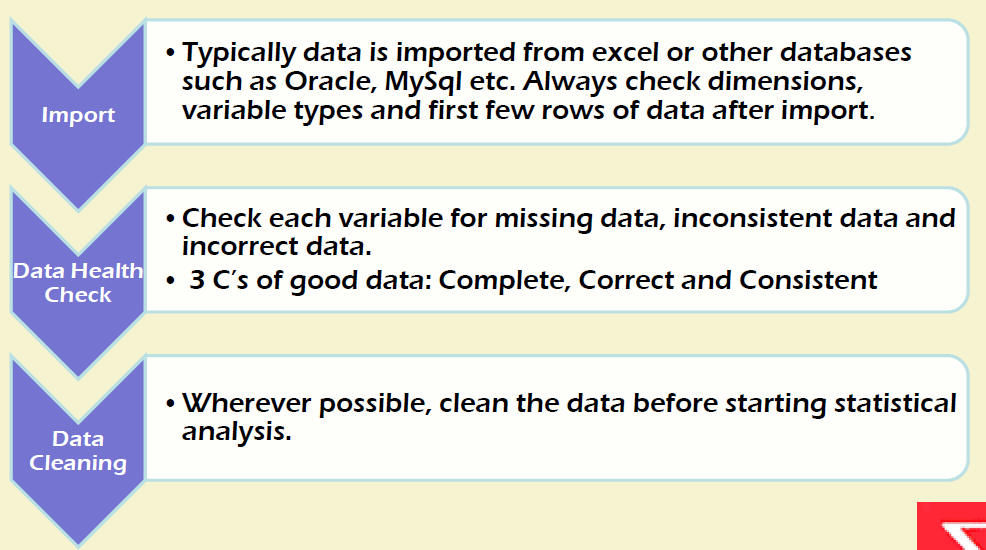 Import
• Typically data is imported from excel or other databases
such as Oracle, MySql etc. Always check dimensions,
variable types and first few rows of data after import.
Data Health
Check
• Check each variable for missing data, inconsistent data and
incorrect data.
• 3 C's of good data: Complete, Correct and Consistent
Data
Cleaning
• Wherever possible, clean the data before starting statistical
analysis.